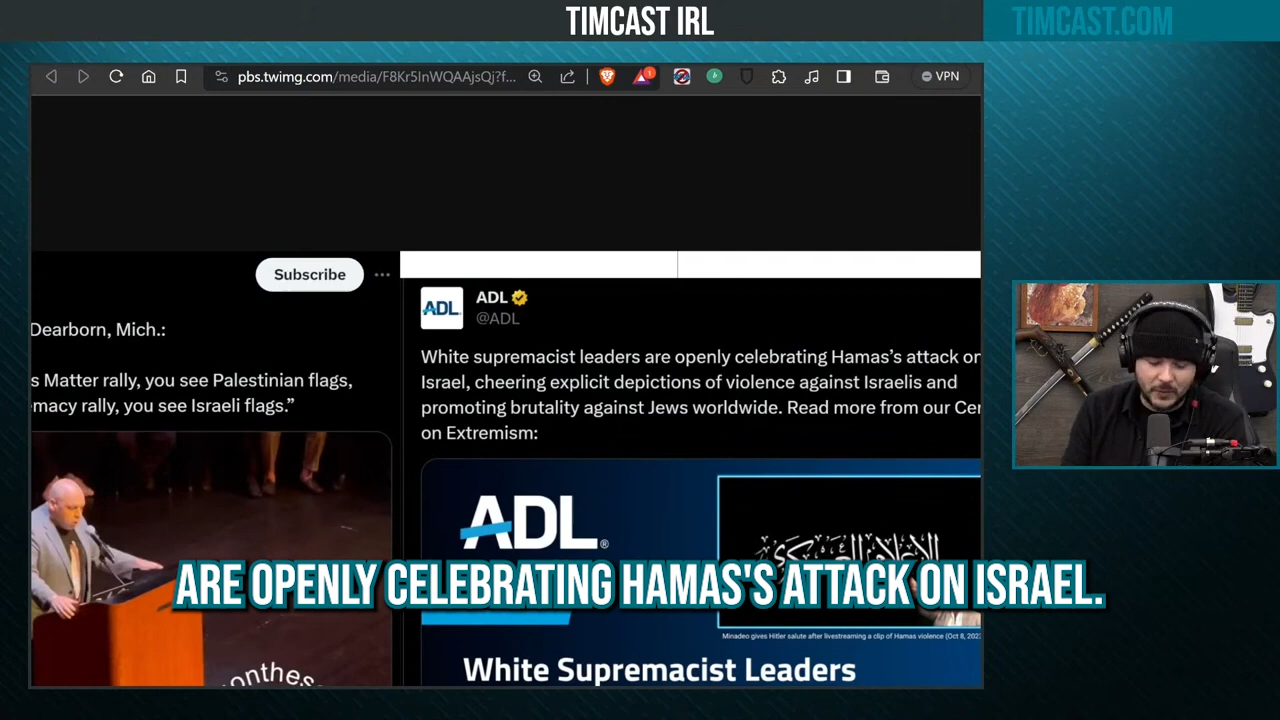 TIMCAST IRL
TIMCAST.COM
pbs.twimg.com/media/F8Kr5InWQAAjsQj?f...
1
VPN
Subscribe
Dearborn, Mich.:
s Matter rally, you see Palestinian flags,
macy rally, you see Israeli flags.”
ADL
ADL
@ADL
White supremacist leaders are openly celebrating Hamas’s attack on
Israel, cheering explicit depictions of violence against Israelis and
promoting brutality against Jews worldwide. Read more from our Cer
on Extremism:
ADL®
ARE OPENLY CELEBRATING HAMAS'S ATTACK ON ISRAEL.
Minadeo gives Hitler salute after livestreaming a clip of Hamas violence (Oct 8, 202
White Supremacist Leaders